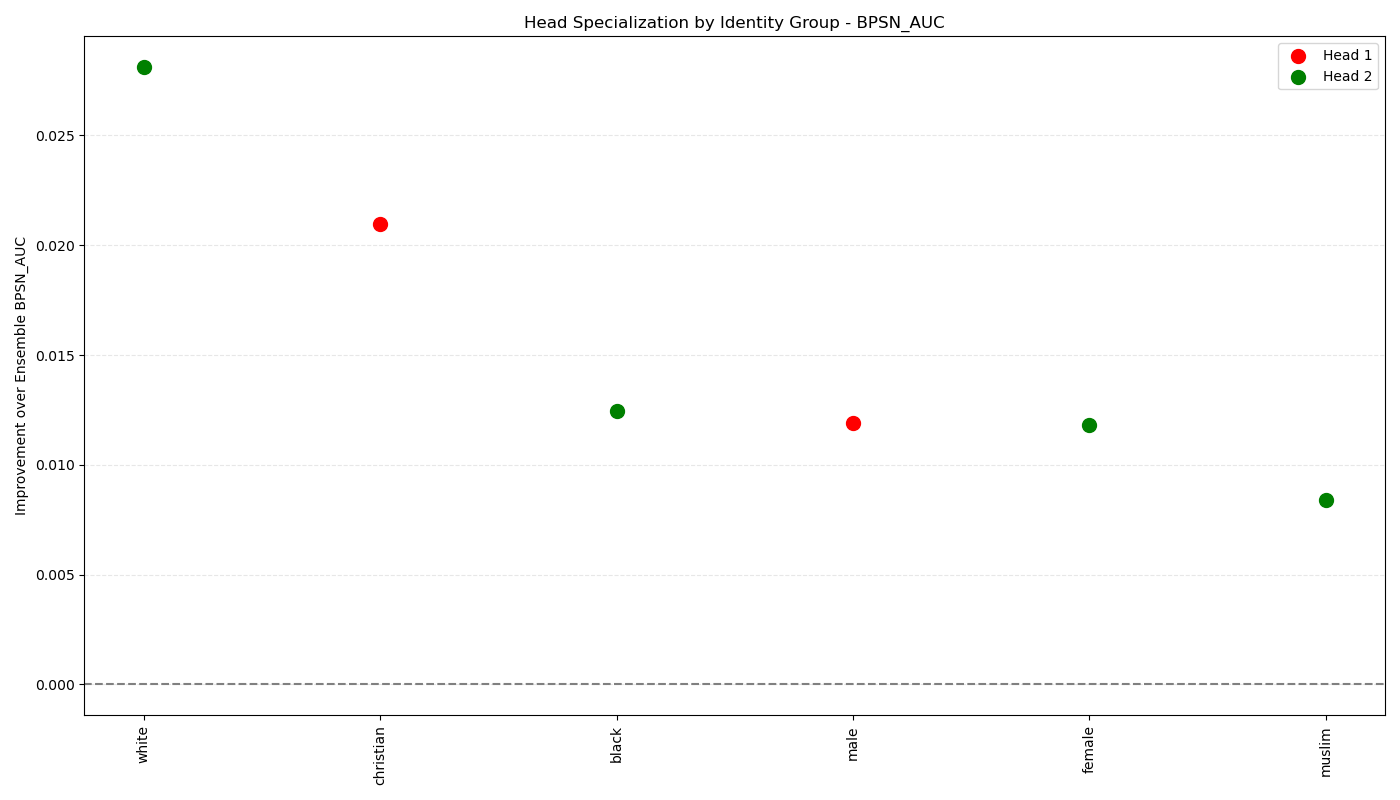 Head Specialization by Identity Group - BPSN_AUC
Head 1
Head 2
Improvement over Ensemble BPSN_AUC
0.025
0.020
0.015
0.010
0.005
0.000
white
christian
black
male
female
muslim